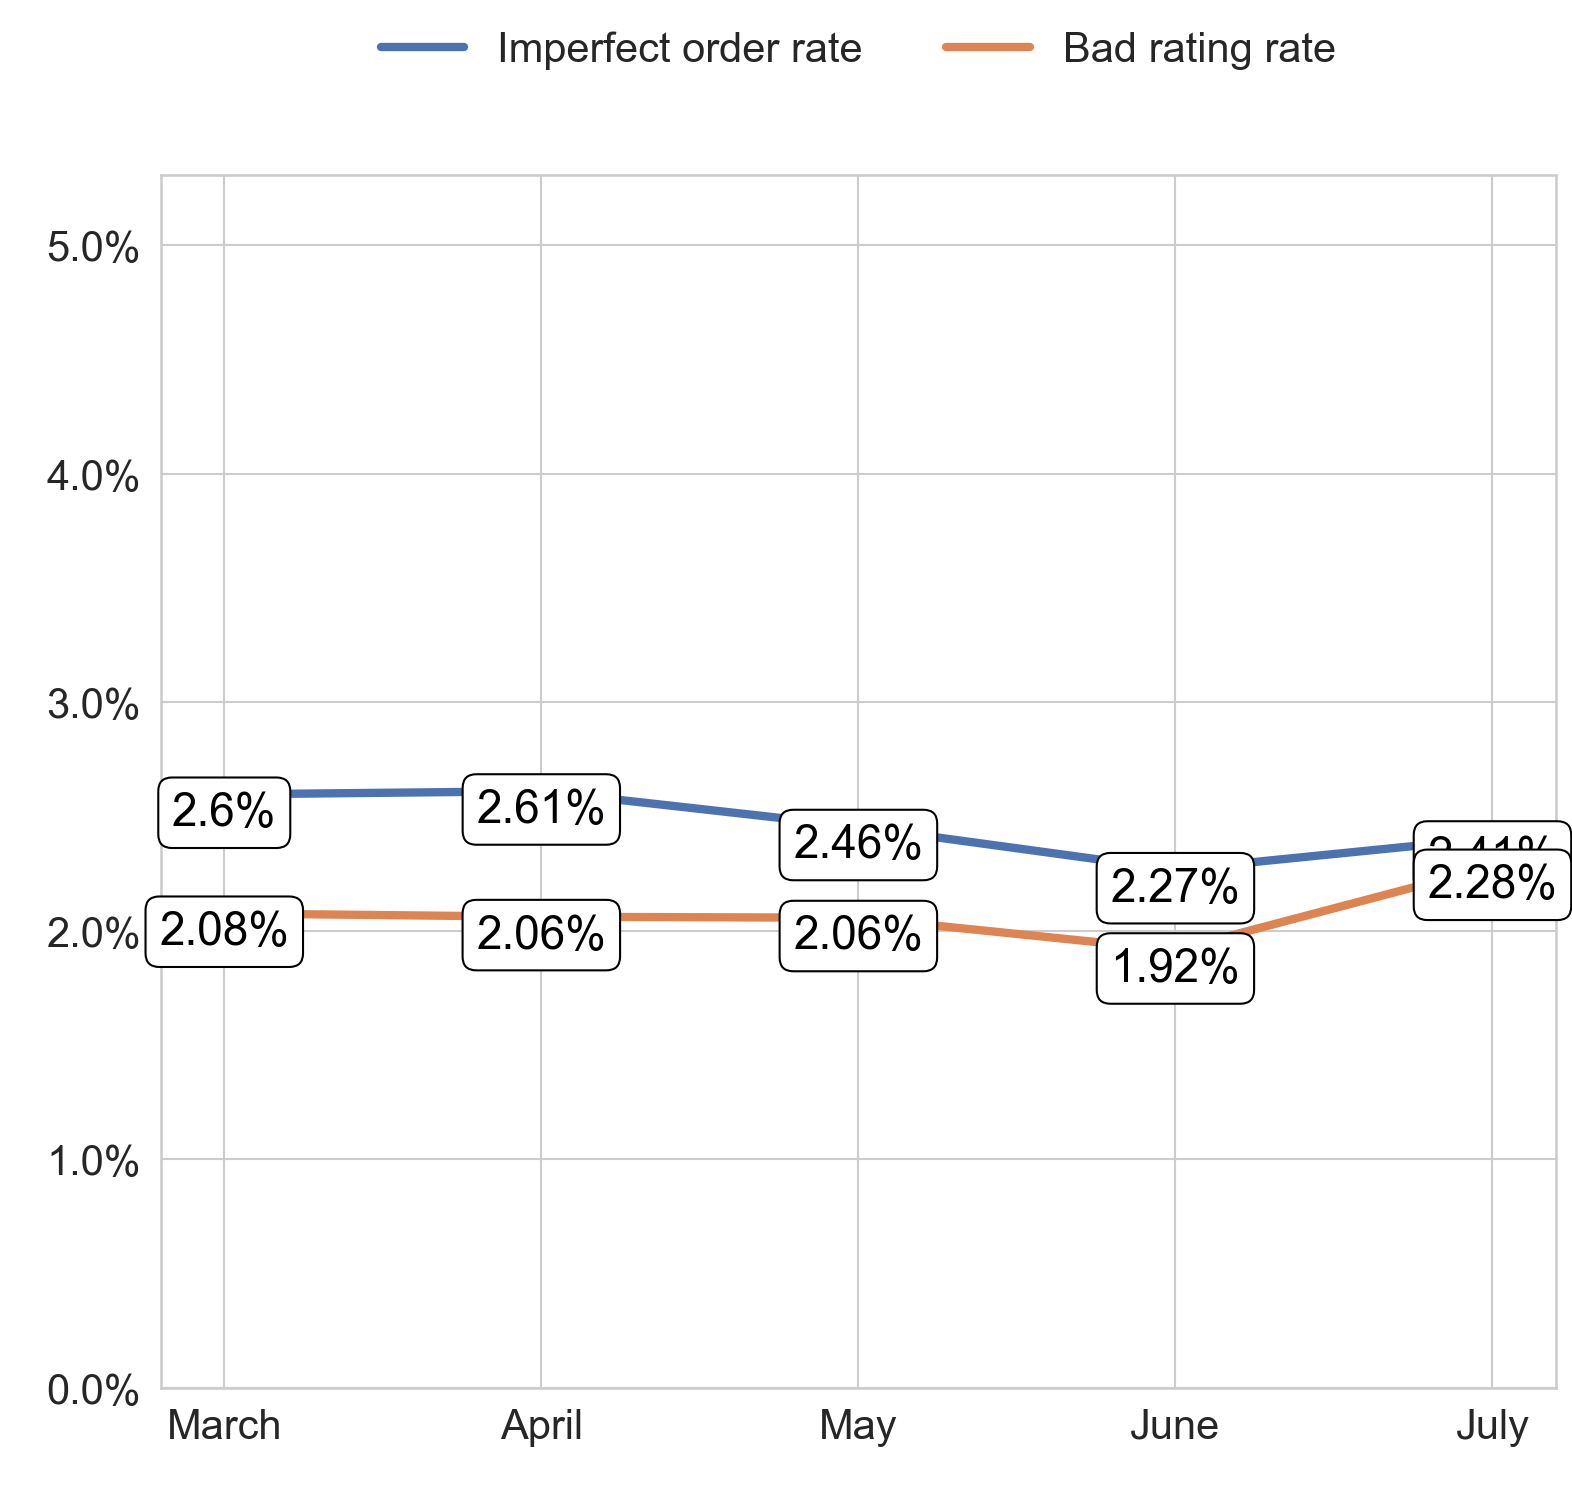 Imperfect order rate
Bad rating rate
5.0%
4.0%
3.0%
2.0%
1.0%
0.0%
2.6%
2.61%
2.46%
2.27%
2.41%
2.08%
2.06%
2.06%
1.92%
2.28%
March
April
May
June
July